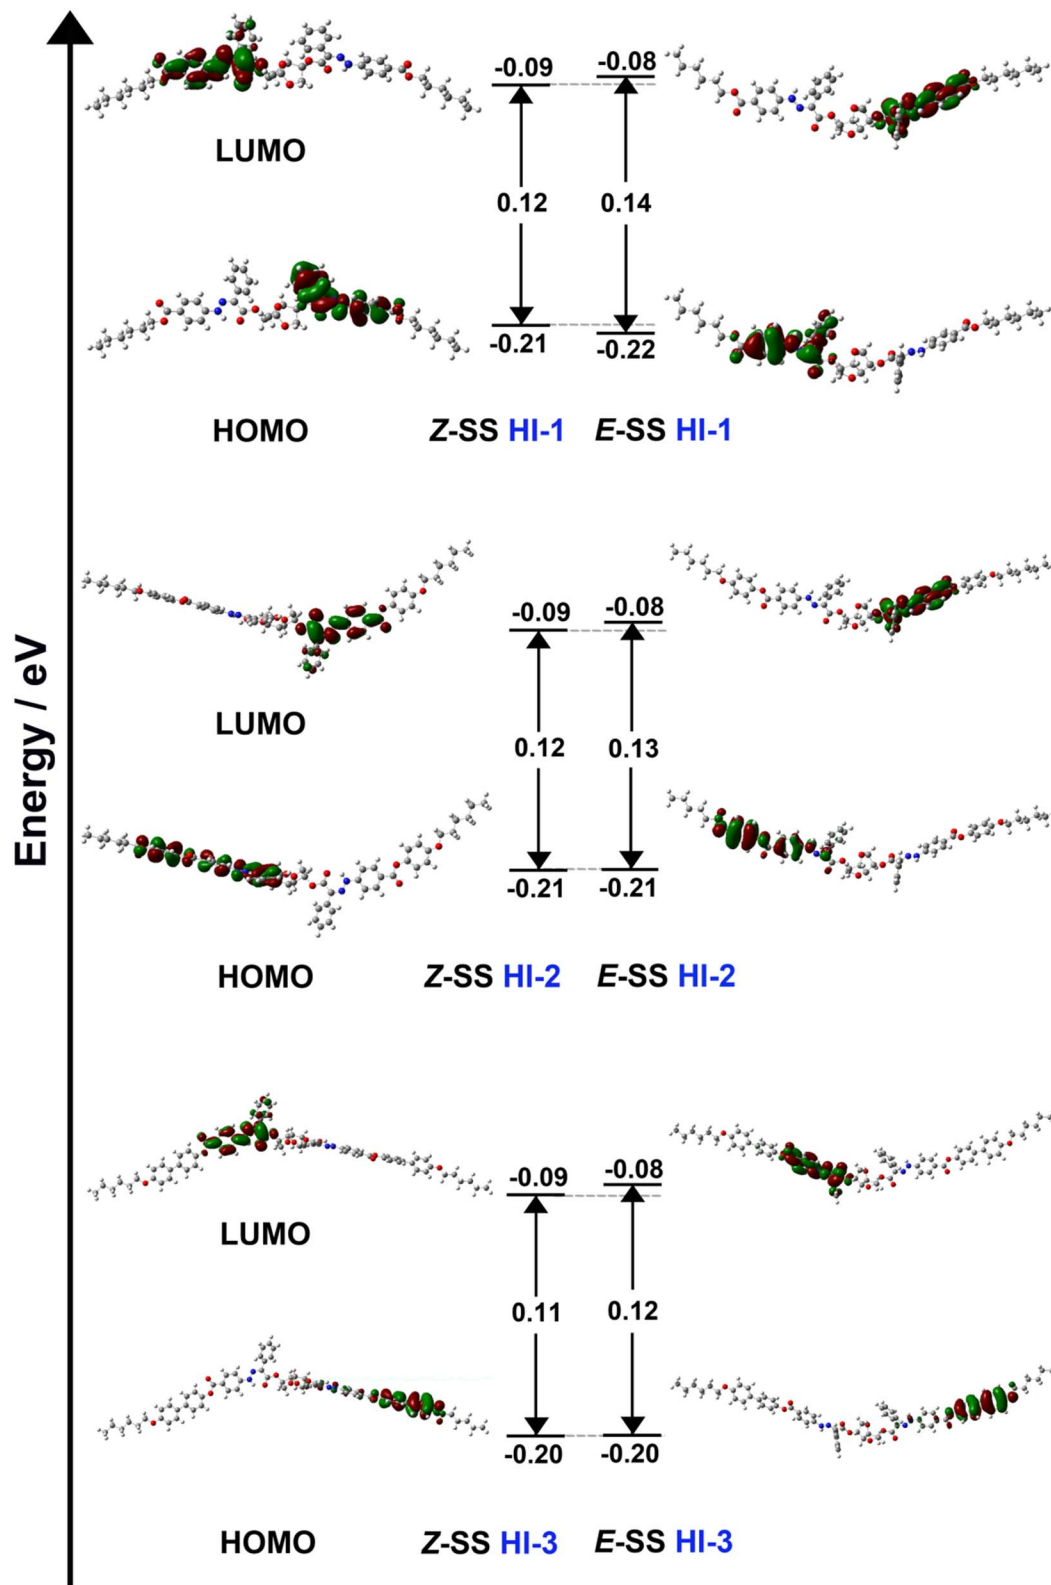 Energy / eV
-0.09 -0.08
LUMO
0.12 0.14
-0.21 -0.22
HOMO Z-SS HI-1 E-SS HI-1
-0.09 -0.08
LUMO
0.12 0.13
-0.21 -0.21
HOMO Z-SS HI-2 E-SS HI-2
-0.09 -0.08
LUMO
0.11 0.12
-0.20 -0.20
HOMO Z-SS HI-3 E-SS HI-3